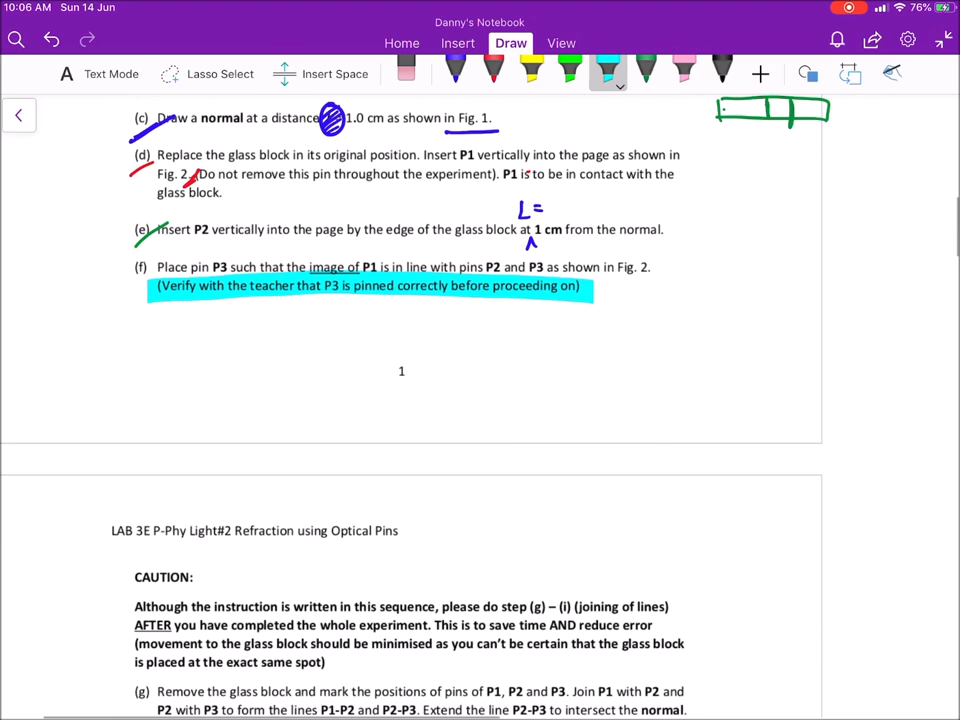 10:06 AM Sun 14 Jun
76%
Danny's Notebook
Home Insert Draw View
A Text Mode Lasso Select Insert Space
(c) Draw a normal at a distance 1.0 cm as shown in Fig. 1.
(d) Replace the glass block in its original position. Insert P1 vertically into the page as shown in
Fig. 2. (Do not remove this pin throughout the experiment). P1 is to be in contact with the
glass block.
L =
(e) Insert P2 vertically into the page by the edge of the glass block at 1 cm from the normal.
(f) Place pin P3 such that the image of P1 is in line with pins P2 and P3 as shown in Fig. 2.
(Verify with the teacher that P3 is pinned correctly before proceeding on)
1
LAB 3E P-Phy Light#2 Refraction using Optical Pins
CAUTION:
Although the instruction is written in this sequence, please do step (g) – (i) (joining of lines)
AFTER you have completed the whole experiment. This is to save time AND reduce error
(movement to the glass block should be minimised as you can't be certain that the glass block
is placed at the exact same spot)
(g) Remove the glass block and mark the positions of pins of P1, P2 and P3. Join P1 with P2 and
P2 with P3 to form the lines P1-P2 and P2-P3. Extend the line P2-P3 to intersect the normal.